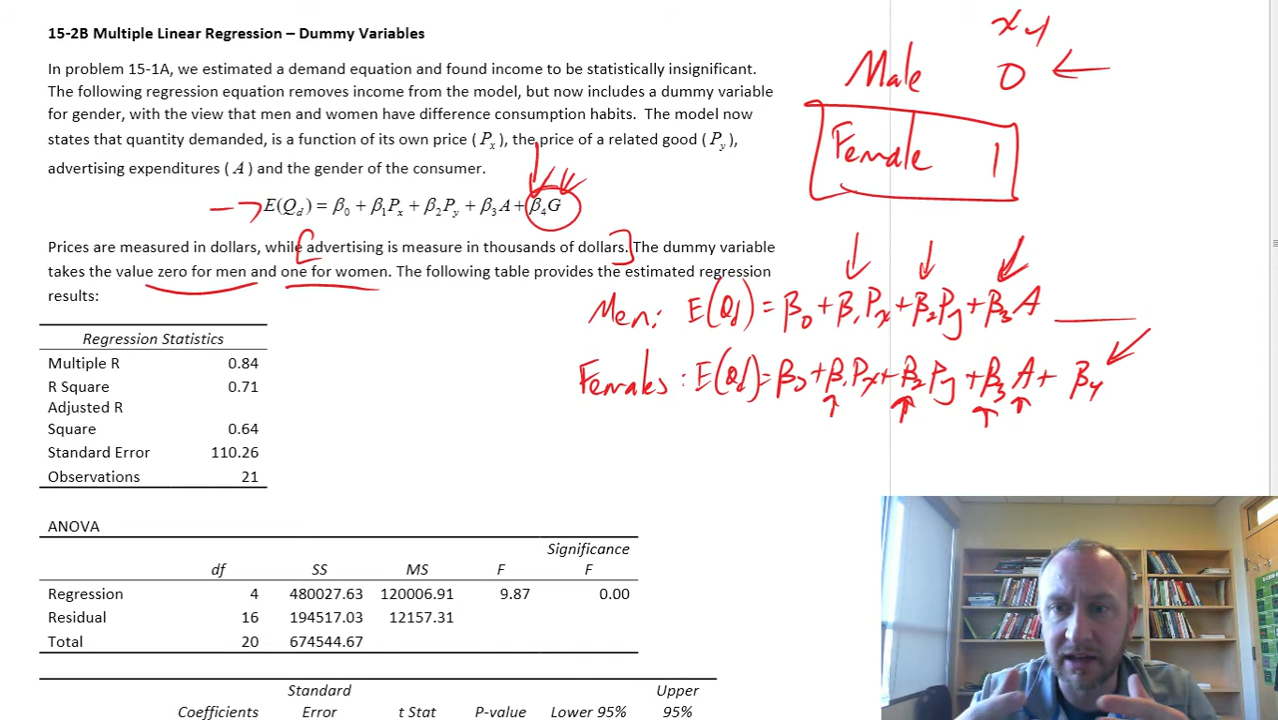 15-2B Multiple Linear Regression – Dummy Variables
In problem 15-1A, we estimated a demand equation and found income to be statistically insignificant.
The following regression equation removes income from the model, but now includes a dummy variable
for gender, with the view that men and women have difference consumption habits. The model now
states that quantity demanded, is a function of its own price (Pₓ), the price of a related good (P_y),
advertising expenditures (A) and the gender of the consumer.
E(Q_d) = β₀ + β₁Pₓ + β₂P_y + β₃A + β₄G
Prices are measured in dollars, while advertising is measure in thousands of dollars. The dummy variable
takes the value zero for men and one for women. The following table provides the estimated regression
results:
Male 0
Female 1
Men: E(Qd) = β₀ + β₁Pₓ + β₂Py + β₃A
Females: E(Qd) = β₀ + β₁Pₓ + β₂Py + β₃A + β₄
Regression Statistics
Multiple R 0.84
R Square 0.71
Adjusted R
Square 0.64
Standard Error 110.26
Observations 21
ANOVA
Significance
df SS MS F F
Regression 4 480027.63 120006.91 9.87 0.00
Residual 16 194517.03 12157.31
Total 20 674544.67
Standard Upper
Coefficients Error t Stat P-value Lower 95% 95%